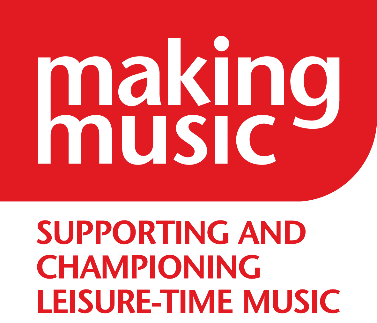 making
music
SUPPORTING AND
CHAMPIONING
LEISURE-TIME MUSIC